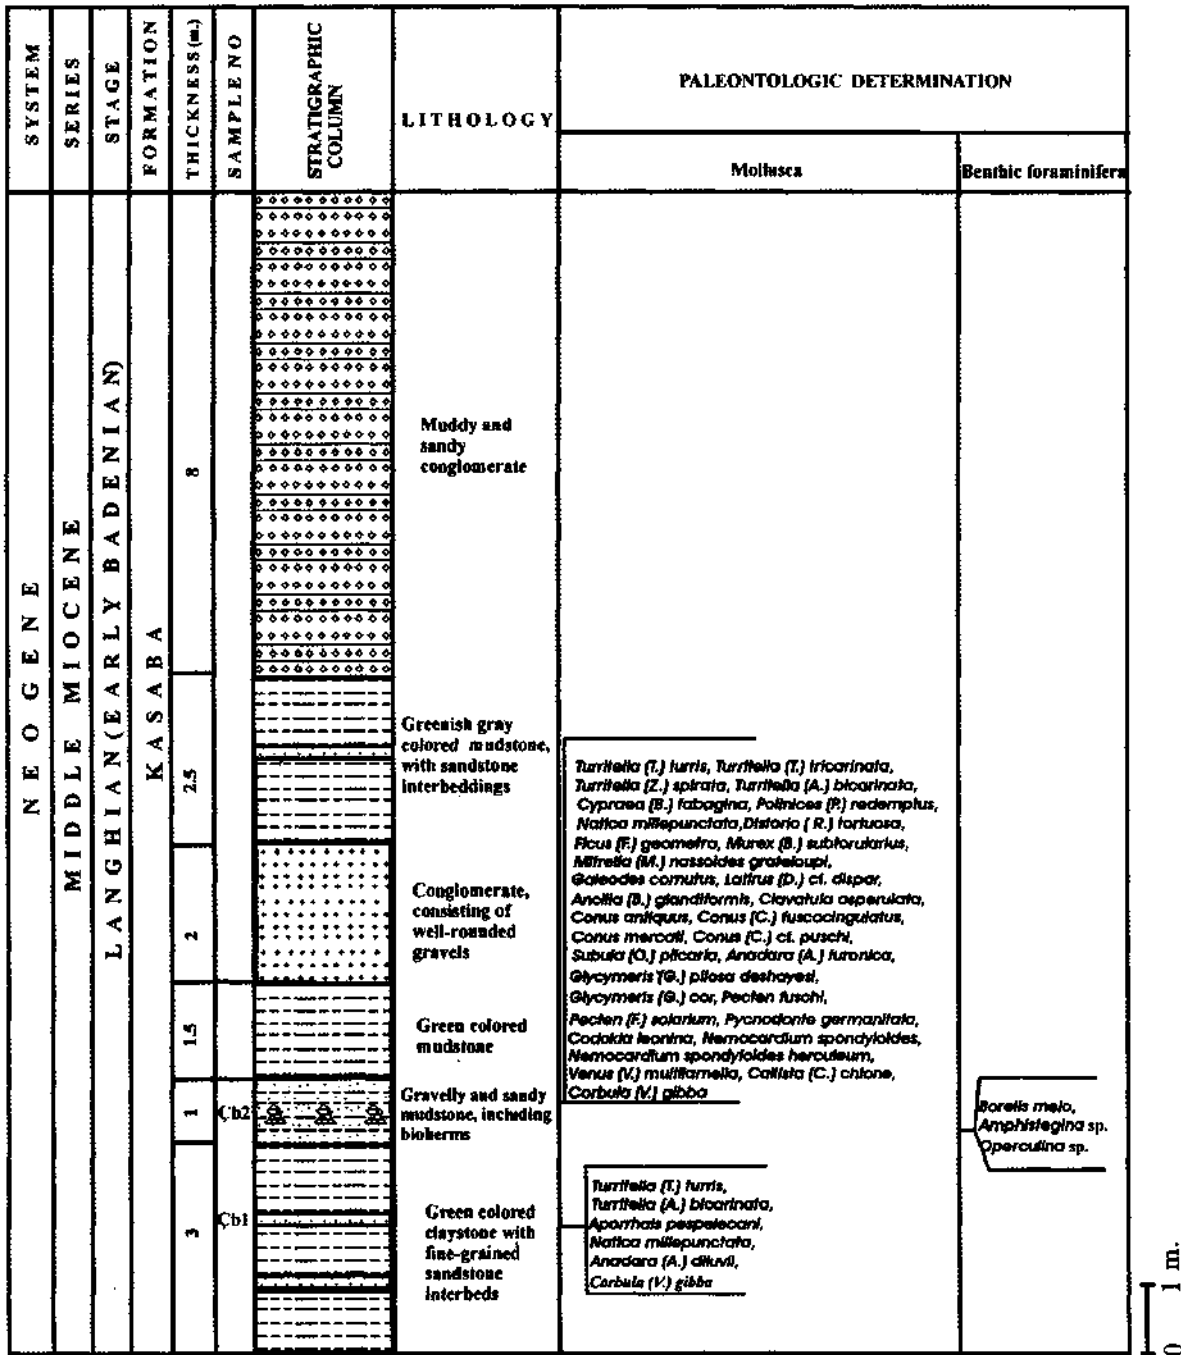 SYSTEM
SERIES
STAGE
FORMATION
THICKNESS (m.)
SAMPLE NO
STRATIGRAPHIC
COLUMN
LITHOLOGY
PALEONTOLOGIC DETERMINATION
Mollusca
Benthic foraminifera
NEOGENE
MIDDLE MIOCENE
LANGHIAN (EARLY BADENIAN)
KASABA
8
Muddy and
sandy
conglomerate
2.5
Greenish gray
colored mudstone,
with sandstone
interbeddings
2
Conglomerate,
consisting of
well-rounded
gravels
1.5
Green colored
mudstone
1
Çb2
Gravelly and sandy
mudstone, including
bioherms
3
Çb1
Green colored
claystone with
fine-grained
sandstone
interbeds
Turritella (T.) turris, Turritella (T.) tricarinata,
Turritella (Z.) spirata, Turritella (A.) bicarinata,
Cypraea (B.) fabagina, Polinices (P.) redemptus,
Natica millepunctata, Distorio ( R.) tortuosa,
Ficus (F.) geometra, Murex (B.) subtorularius,
Mitrella (M.) nassoides grateloupi,
Galeodes cornutus, Latirus (D.) cf. dispar,
Ancilla (B.) glandiformis, Clavatula asperulata,
Conus antiquus, Conus (C.) fuscocingulatus,
Conus mercati, Conus (C.) cf. puschi,
Subula (O.) plicaria, Anadara (A.) turonica,
Glycymeris (G.) pilosa deshayesi,
Glycymeris (G.) cor, Pecten fuschi,
Pecten (F.) solarium, Pycnodonte germanitala,
Codakia leonina, Nemocardium spondyloides,
Nemocardium spondyloides herculeum,
Venus (V.) multilamella, Callista (C.) chione,
Corbula (V.) gibba
Borelis melo,
Amphistegina sp.
Operculina sp.
Turritella (T.) turris,
Turritella (A.) bicarinata,
Aporrhais pespelecani,
Natica millepunctata,
Anadara (A.) diluvii,
Corbula (V.) gibba
0 1 m.